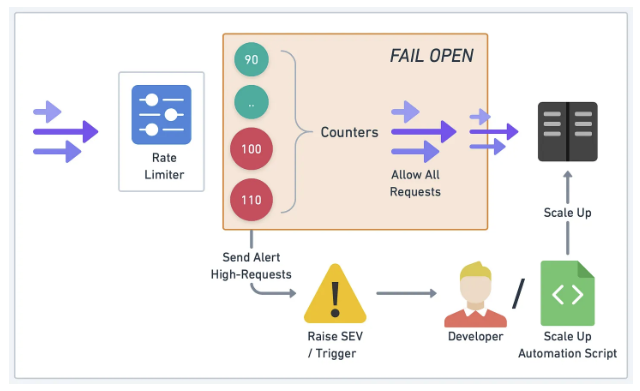 FAIL OPEN
90
..
100
110
Counters
Rate
Limiter
Allow All
Requests
Scale Up
Send Alert
High-Requests
Raise SEV
/ Trigger
Developer
/
<>
Scale Up
Automation Script